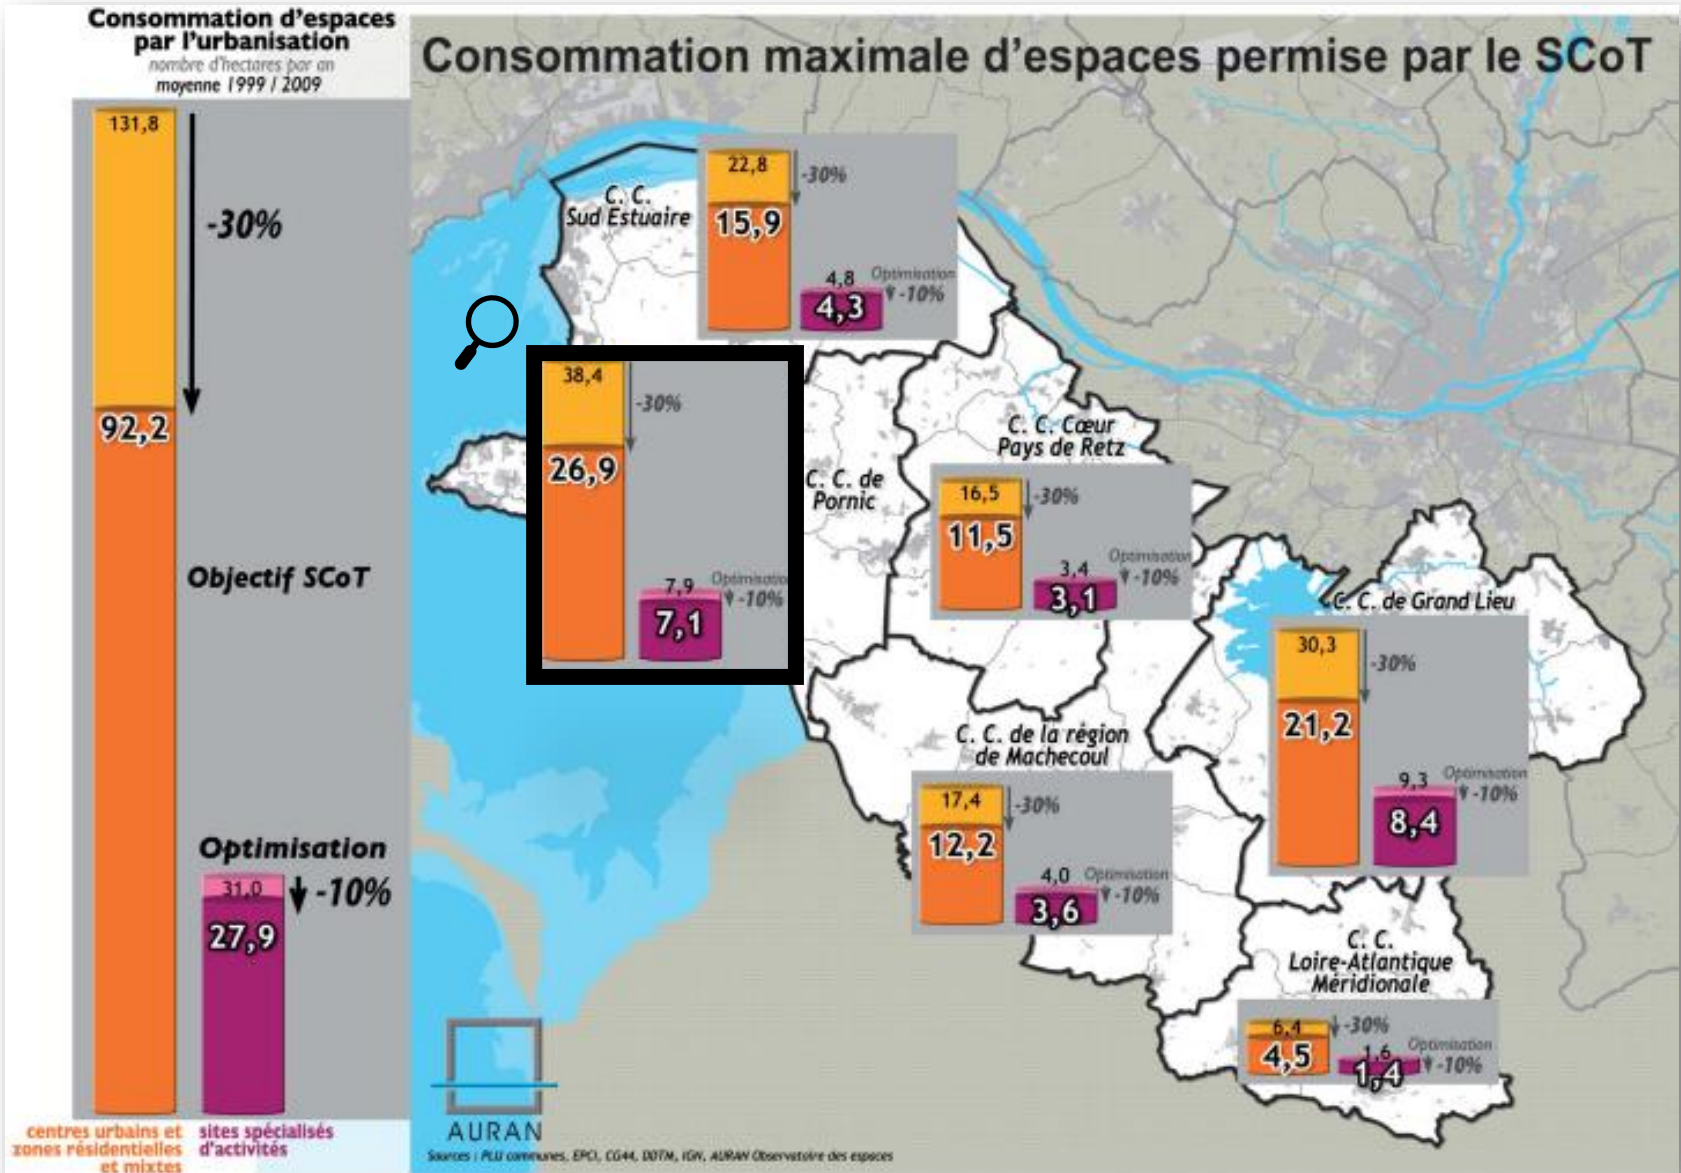 Consommation d'espaces
par l'urbanisation
nombre d'hectares par an
moyenne 1999 / 2009
131,8
-30%
92,2
Objectif SCoT
Optimisation
31,0
-10%
27,9
centres urbains et
zones résidentielles
et mixtes
sites spécialisés
d'activités
Consommation maximale d'espaces permise par le SCoT
C. C.
Sud Estuaire
22,8
-30%
15,9
4,8
Optimisation
-10%
4,3
38,4
-30%
26,9
7,9
Optimisatio
-10%
7,1
C. C. de
Pornic
C. C. Cœur
Pays de Retz
16,5
-30%
11,5
3,4
Optimisation
-10%
3,1
C. C. de Grand Lieu
30,3
-30%
21,2
9,3
Optimisation
-10%
8,4
C. C. de la région
de Machecoul
17,4
-30%
12,2
4,0
Optimisation
-10%
3,6
C. C.
Loire-Atlantique
Méridionale
6,4
-30%
4,5
1,6
Optimisation
-10%
1,4
AURAN
Sources : PLU communes, EPCI, CG44, DDTM, IGN, AURAN Observatoire des espaces